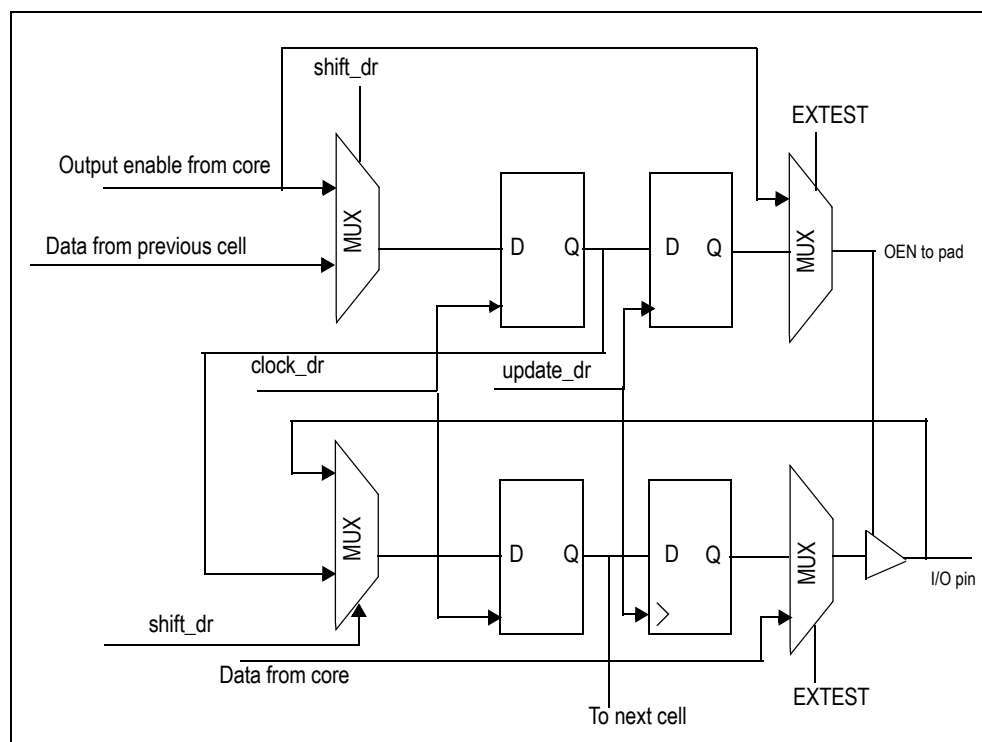 shift_dr
EXTEST
Output enable from core
MUX
MUX
Data from previous cell
D
Q
D
Q
OEN to pad
clock_dr
update_dr
MUX
MUX
D
Q
D
Q
I/O pin
shift_dr
Data from core
EXTEST
To next cell